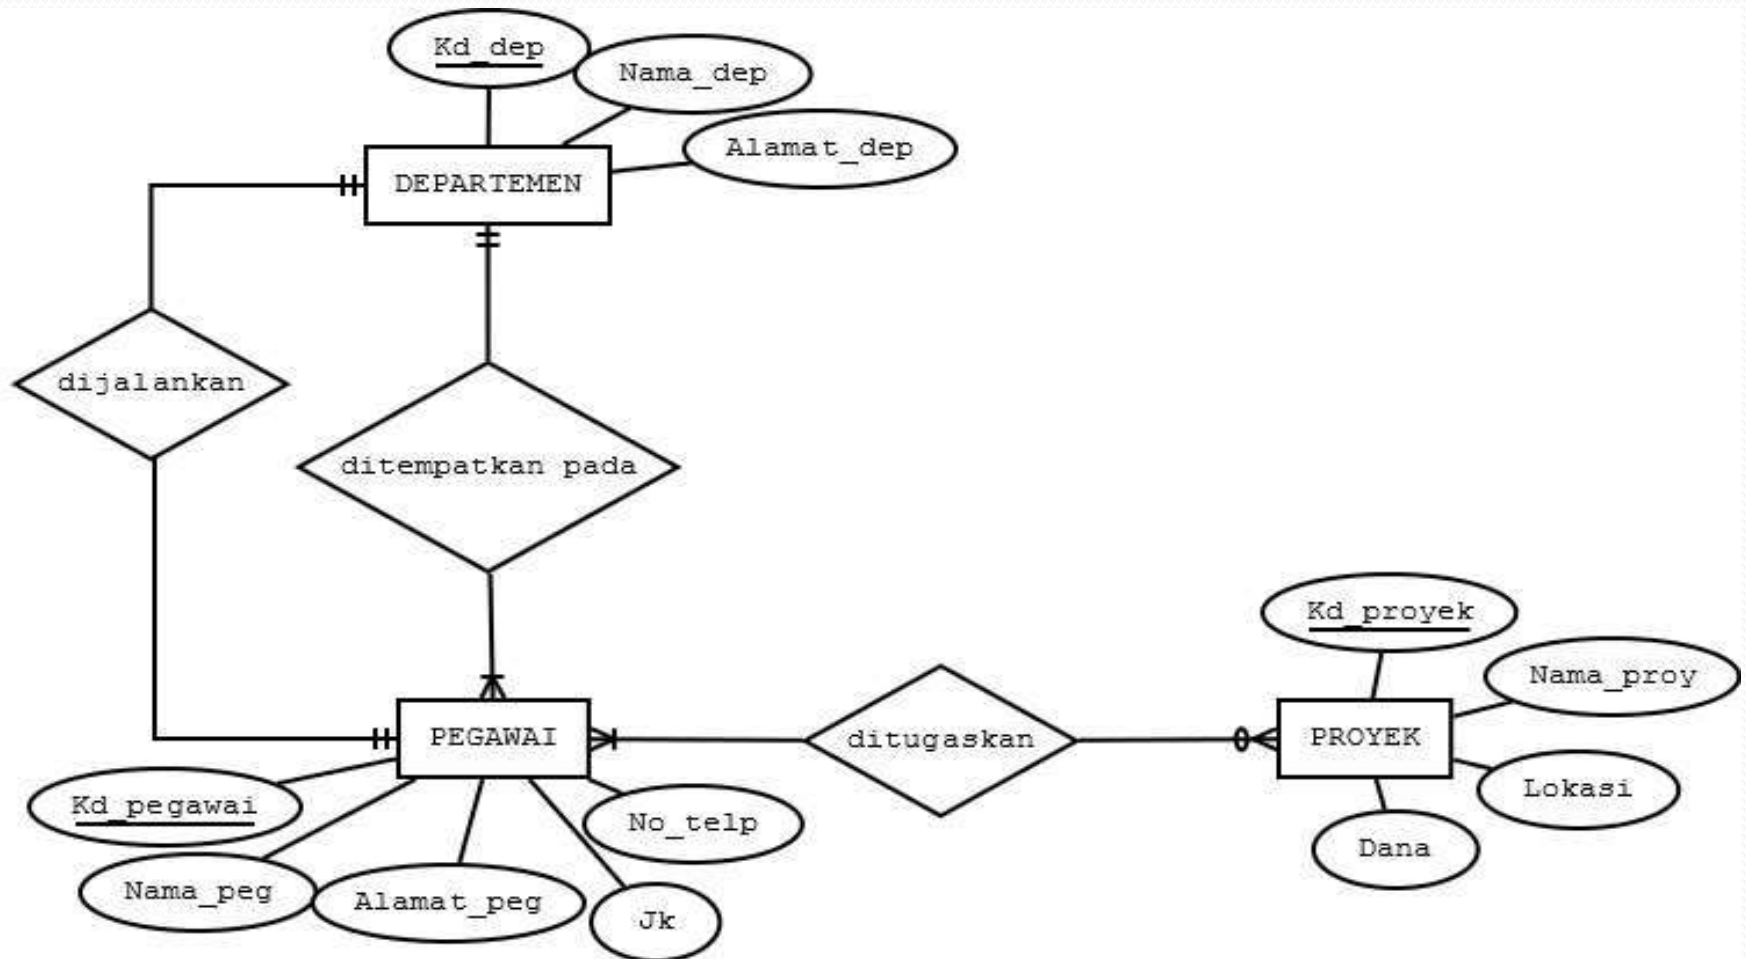 Kd_dep
Nama_dep
Alamat_dep
DEPARTEMEN
dijalankan
ditempatkan pada
Kd_proyek
Nama_proy
PEGAWAI
ditugaskan
PROYEK
Lokasi
Kd_pegawai
No_telp
Dana
Nama_peg
Alamat_peg
Jk